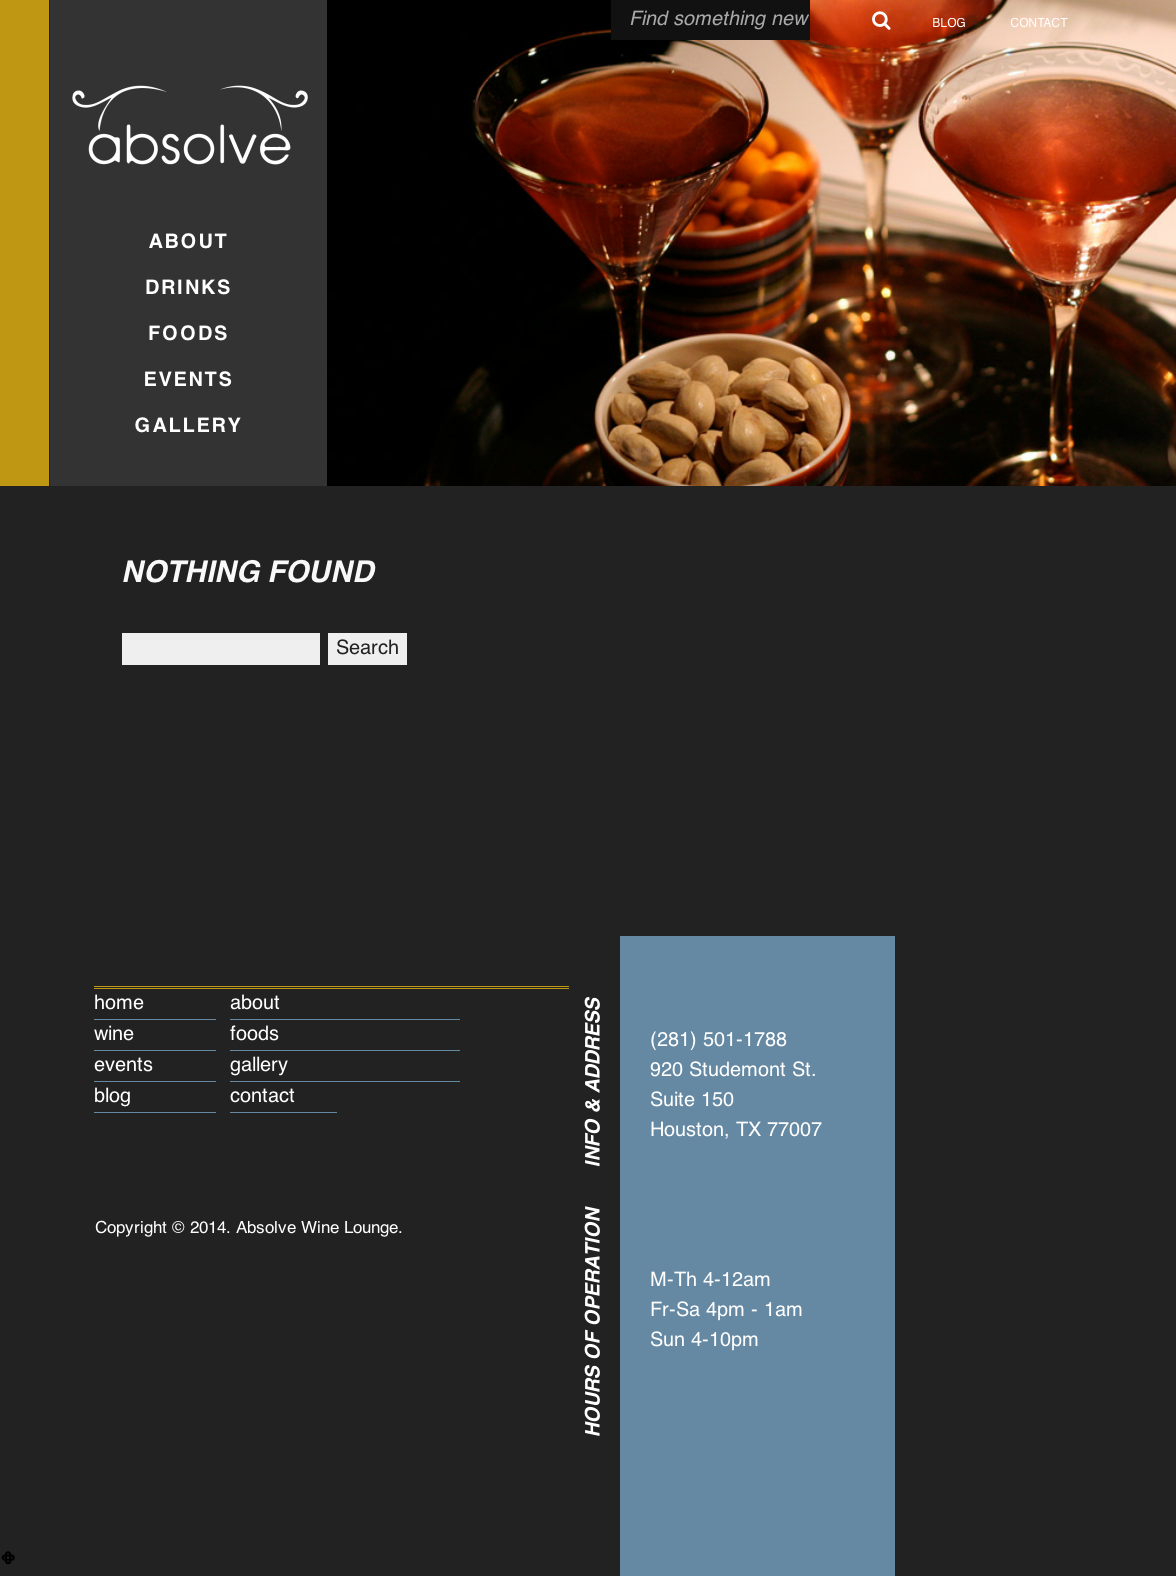 Find something new
BLOG
CONTACT
absolve
ABOUT
DRINKS
FOODS
EVENTS
GALLERY
NOTHING FOUND
Search
home
about
wine
foods
events
gallery
blog
contact
Copyright © 2014. Absolve Wine Lounge.
INFO & ADDRESS
(281) 501-1788
920 Studemont St.
Suite 150
Houston, TX 77007
HOURS OF OPERATION
M-Th 4-12am
Fr-Sa 4pm - 1am
Sun 4-10pm